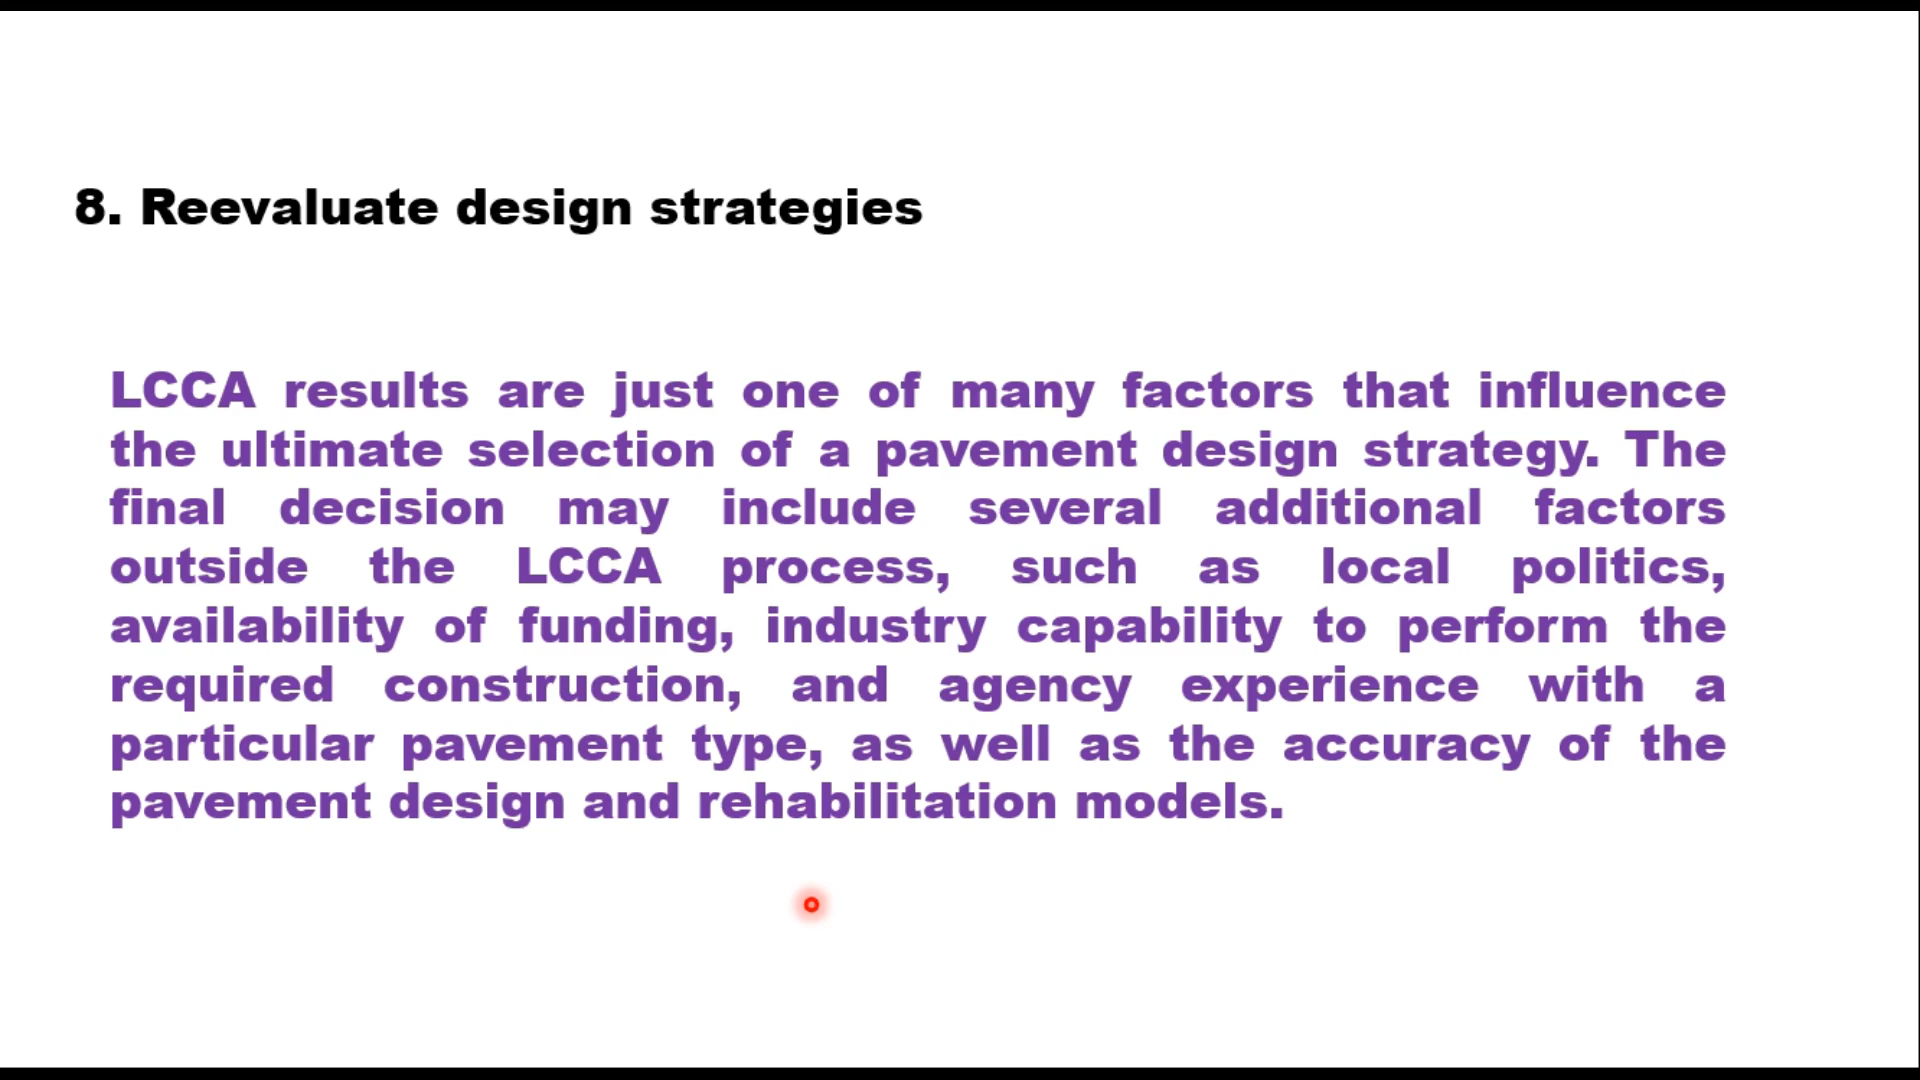 8. Reevaluate design strategies
LCCA results are just one of many factors that influence
the ultimate selection of a pavement design strategy. The
final decision may include several additional factors
outside the LCCA process, such as local politics,
availability of funding, industry capability to perform the
required construction, and agency experience with a
particular pavement type, as well as the accuracy of the
pavement design and rehabilitation models.